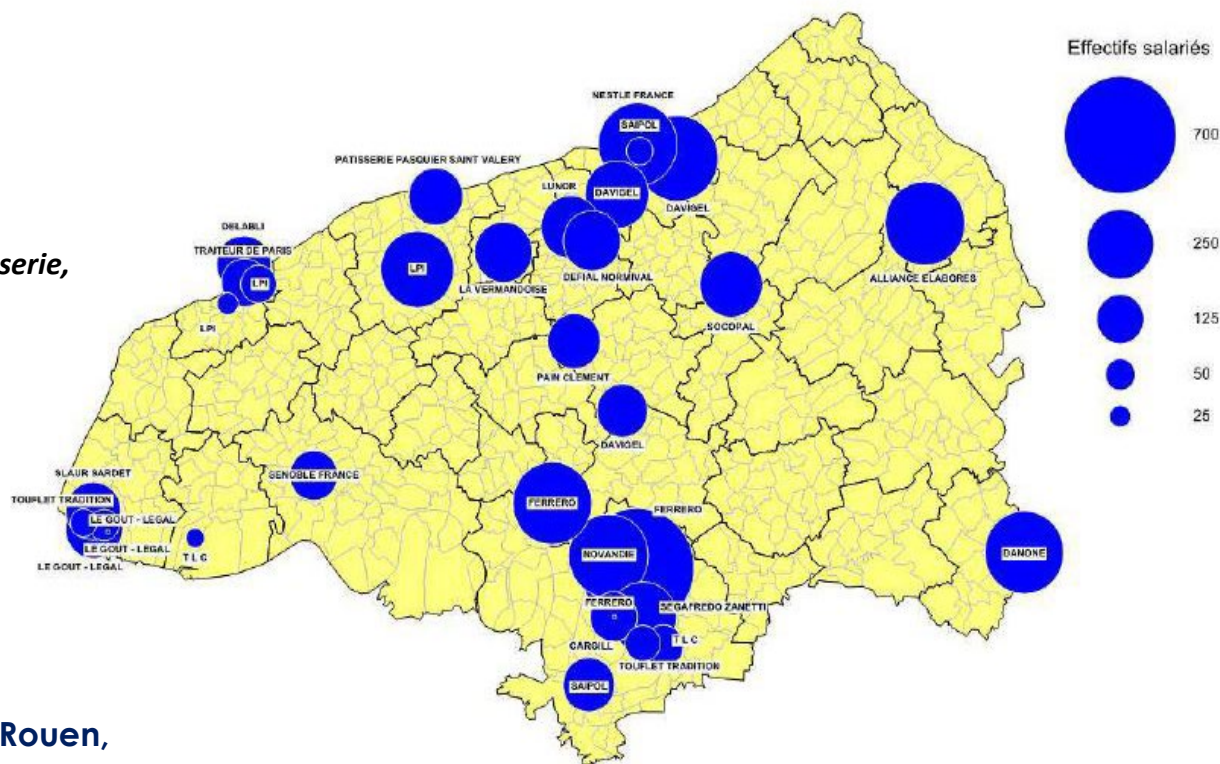 Effectifs salariés
700
250
125
50
25
NESTLE FRANCE
SAIPOL
PATISSERIE PASQUIER SAINT VALERY
LUNOR
DAVIGEL
DAVIGEL
DELABLI
TRAITEUR DE PARIS
LPI
LPI
LPI
LA VERMANDOISE
DEFIAL NORMIVAL
ALLIANCE ELABORES
SOCOPAL
serie,
PAIN CLEMENT
DAVIGEL
SLAUR SARDET
SENOBLE FRANCE
TOUFLET TRADITION
LE GOUT - LEGAL
LE GOUT - LEGAL
LE GOUT - LEGAL
T L C
FERRERO
FERRERO
NOVANDIE
DANONE
FERRERO
SEGAFREDO ZANETTI
CARGILL
T L C
TOUFLET TRADITION
SAIPOL
Rouen,